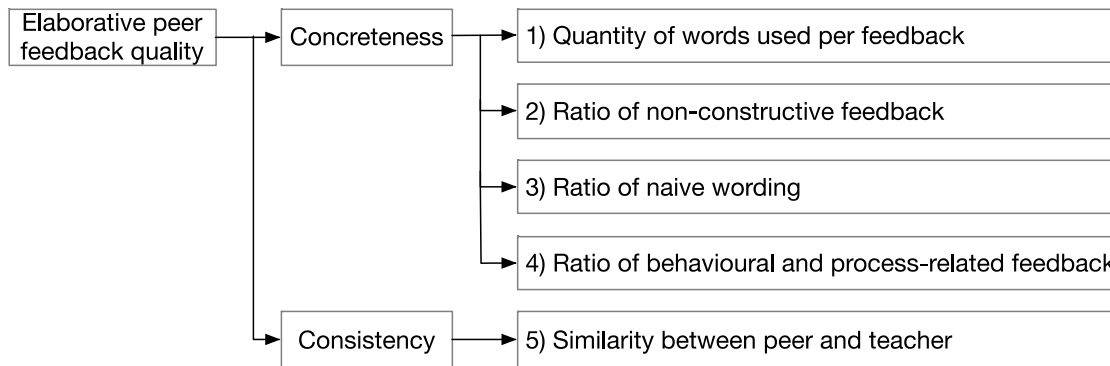 Elaborative peer
feedback quality
Concreteness
1) Quantity of words used per feedback
2) Ratio of non-constructive feedback
3) Ratio of naive wording
4) Ratio of behavioural and process-related feedback
Consistency
5) Similarity between peer and teacher